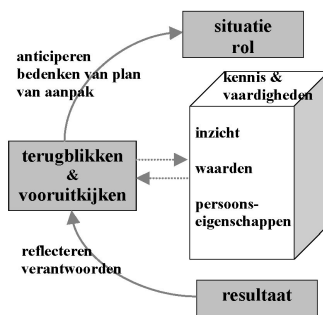 situatie
rol
anticiperen
bedenken van plan
van aanpak
kennis &
vaardigheden
inzicht
waarden
persoons-
eigenschappen
terugblikken
&
vooruitkijken
reflecteren
verantwoorden
resultaat